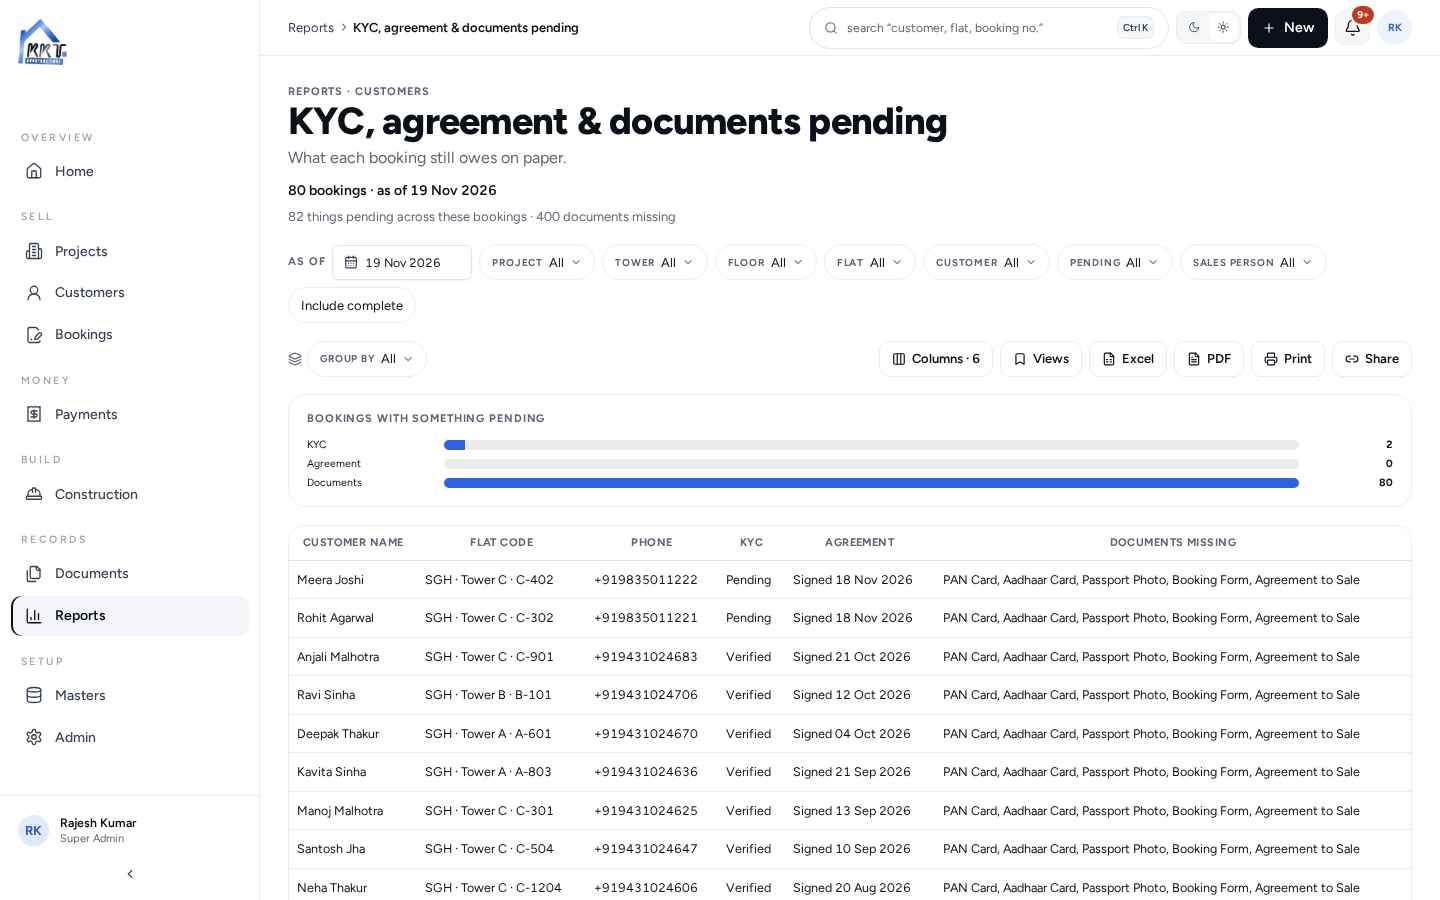 RKT
CONSTRUCTIONS
Reports > KYC, agreement & documents pending
search “customer, flat, booking no.”
Ctrl K
+ New
9+
RK
OVERVIEW
Home
SELL
Projects
Customers
Bookings
MONEY
Payments
BUILD
Construction
RECORDS
Documents
Reports
SETUP
Masters
Admin
RK
Rajesh Kumar
Super Admin
REPORTS · CUSTOMERS
KYC, agreement & documents pending
What each booking still owes on paper.
80 bookings · as of 19 Nov 2026
82 things pending across these bookings · 400 documents missing
AS OF 19 Nov 2026 PROJECT All TOWER All FLOOR All FLAT All CUSTOMER All PENDING All SALES PERSON All
Include complete
GROUP BY All Columns · 6 Views Excel PDF Print Share
BOOKINGS WITH SOMETHING PENDING
KYC 2
Agreement 0
Documents 80
CUSTOMER NAME FLAT CODE PHONE KYC AGREEMENT DOCUMENTS MISSING
Meera Joshi SGH · Tower C · C-402 +919835011222 Pending Signed 18 Nov 2026 PAN Card, Aadhaar Card, Passport Photo, Booking Form, Agreement to Sale
Rohit Agarwal SGH · Tower C · C-302 +919835011221 Pending Signed 18 Nov 2026 PAN Card, Aadhaar Card, Passport Photo, Booking Form, Agreement to Sale
Anjali Malhotra SGH · Tower C · C-901 +919431024683 Verified Signed 21 Oct 2026 PAN Card, Aadhaar Card, Passport Photo, Booking Form, Agreement to Sale
Ravi Sinha SGH · Tower B · B-101 +919431024706 Verified Signed 12 Oct 2026 PAN Card, Aadhaar Card, Passport Photo, Booking Form, Agreement to Sale
Deepak Thakur SGH · Tower A · A-601 +919431024670 Verified Signed 04 Oct 2026 PAN Card, Aadhaar Card, Passport Photo, Booking Form, Agreement to Sale
Kavita Sinha SGH · Tower A · A-803 +919431024636 Verified Signed 21 Sep 2026 PAN Card, Aadhaar Card, Passport Photo, Booking Form, Agreement to Sale
Manoj Malhotra SGH · Tower C · C-301 +919431024625 Verified Signed 13 Sep 2026 PAN Card, Aadhaar Card, Passport Photo, Booking Form, Agreement to Sale
Santosh Jha SGH · Tower C · C-504 +919431024647 Verified Signed 10 Sep 2026 PAN Card, Aadhaar Card, Passport Photo, Booking Form, Agreement to Sale
Neha Thakur SGH · Tower C · C-1204 +919431024606 Verified Signed 20 Aug 2026 PAN Card, Aadhaar Card, Passport Photo, Booking Form, Agreement to Sale